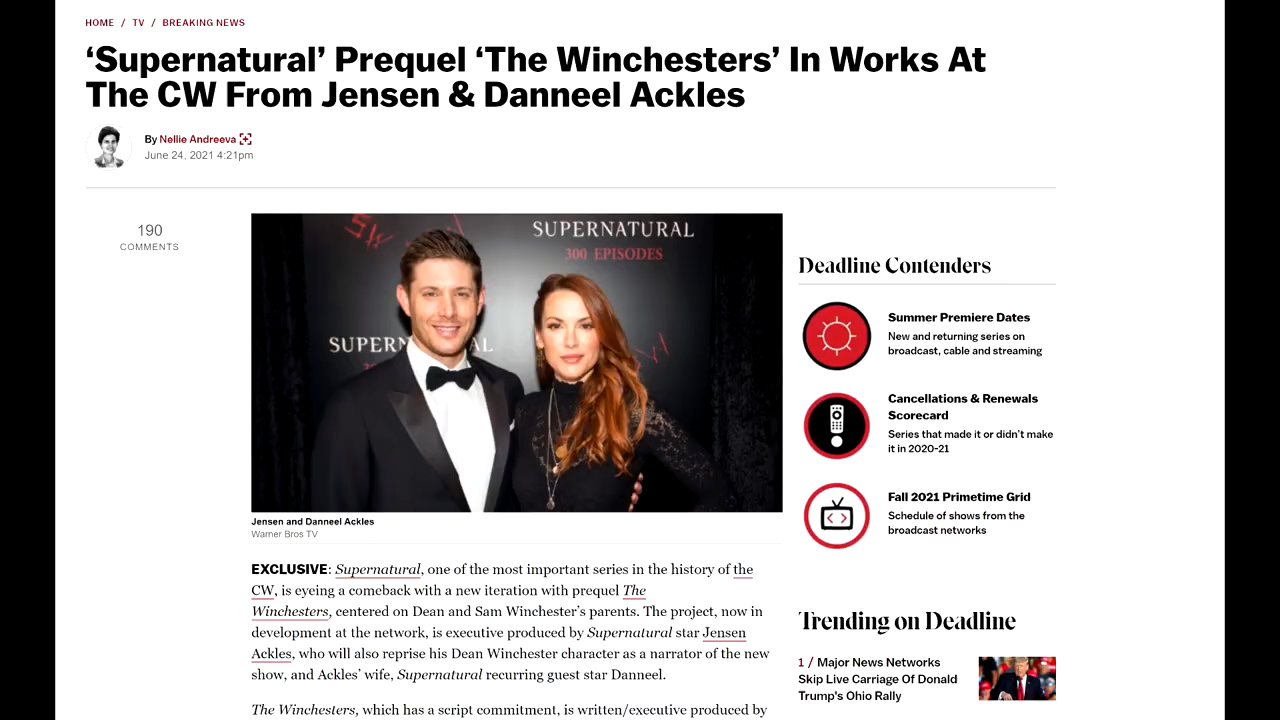 HOME / TV / BREAKING NEWS
‘Supernatural’ Prequel ‘The Winchesters’ In Works At
The CW From Jensen & Danneel Ackles
By Nellie Andreeva
June 24, 2021 4:21pm
190
COMMENTS
SUPERNATURAL
300 EPISODES
SUPERN AL
Jensen and Danneel Ackles
Warner Bros TV
EXCLUSIVE: Supernatural, one of the most important series in the history of the
CW, is eyeing a comeback with a new iteration with prequel The
Winchesters, centered on Dean and Sam Winchester’s parents. The project, now in
development at the network, is executive produced by Supernatural star Jensen
Ackles, who will also reprise his Dean Winchester character as a narrator of the new
show, and Ackles’ wife, Supernatural recurring guest star Danneel.
The Winchesters, which has a script commitment, is written/executive produced by
Deadline Contenders
Summer Premiere Dates
New and returning series on
broadcast, cable and streaming
Cancellations & Renewals
Scorecard
Series that made it or didn’t make
it in 2020-21
Fall 2021 Primetime Grid
Schedule of shows from the
broadcast networks
Trending on Deadline
1 / Major News Networks
Skip Live Carriage Of Donald
Trump’s Ohio Rally